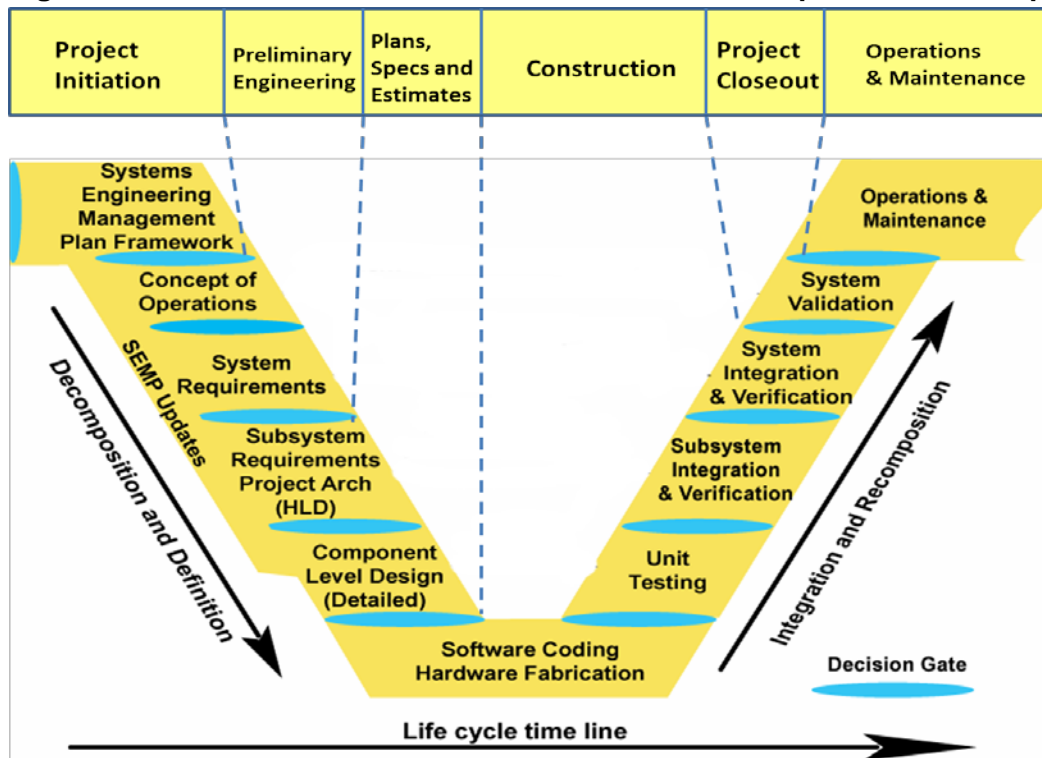 Project
Initiation
Preliminary
Engineering
Plans,
Specs and
Estimates
Construction
Project
Closeout
Operations
& Maintenance
Systems
Engineering
Management
Plan Framework
Concept of
Operations
System
Requirements
Subsystem
Requirements
Project Arch
(HLD)
Component
Level Design
(Detailed)
Software Coding
Hardware Fabrication
Unit
Testing
Subsystem
Integration
& Verification
System
Integration
& Verification
System
Validation
Operations &
Maintenance
SEMP Updates
Decomposition and Definition
Integration and Recomposition
Decision Gate
Life cycle time line